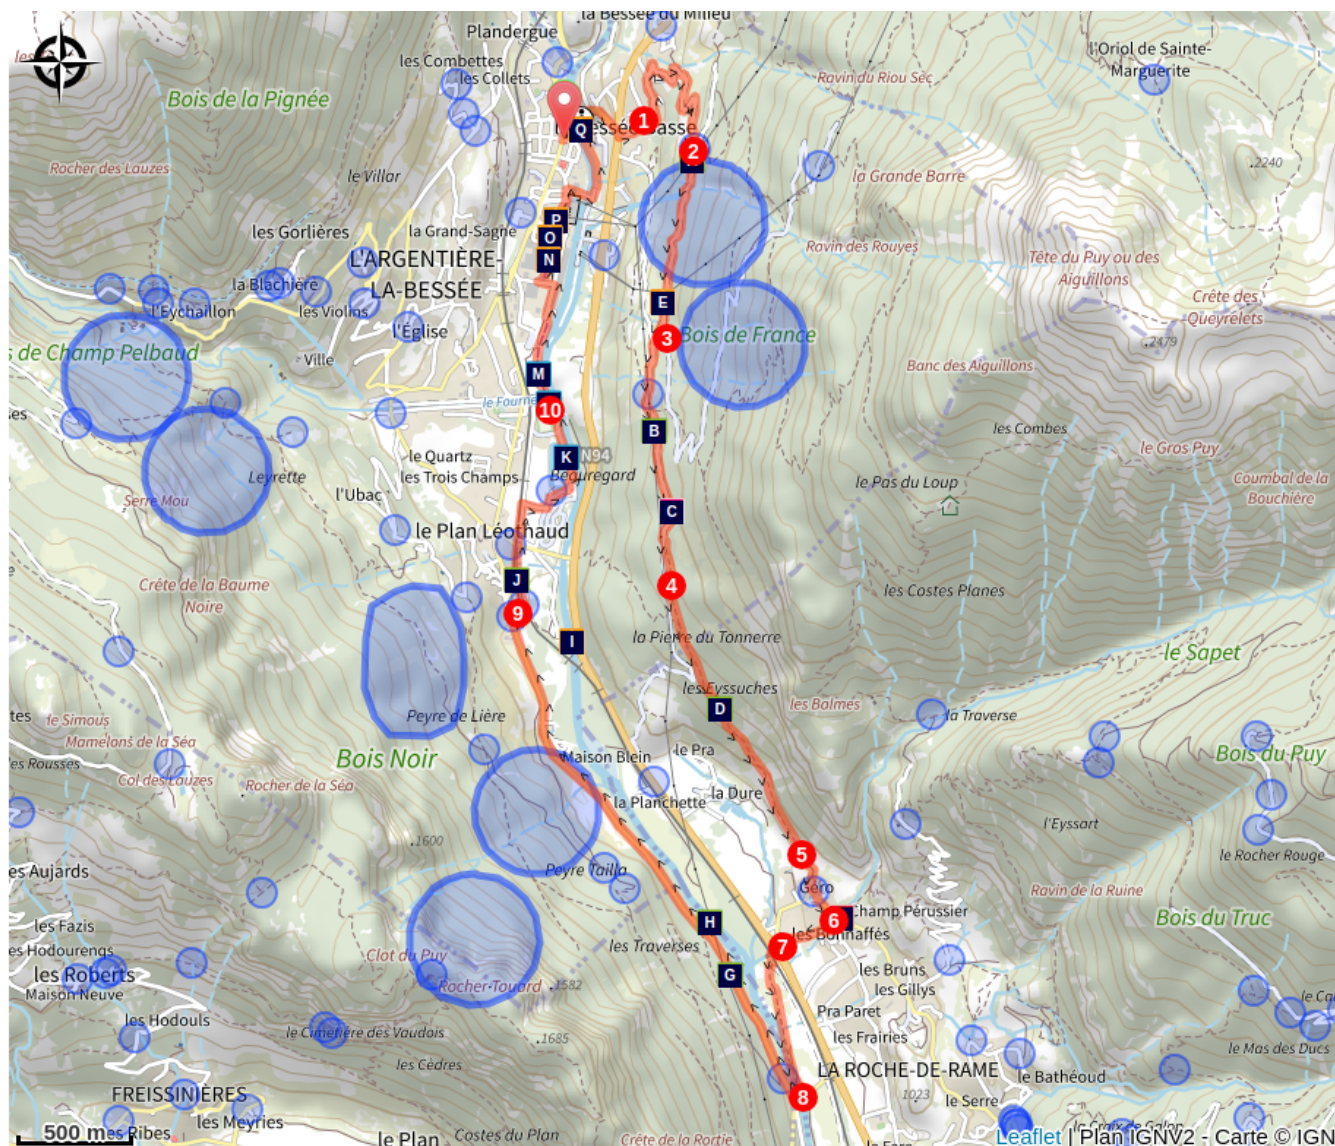 la Bessée du Milieu
Plandergue
les Combettes
les Collets
l'Oriol de Sainte-
Marguerite
Ravin du Riou Sec
Bois de la Pignée
1
Q
2
Rocher des Lauzes
le Villar
la Grande Barre
2240
les Gorlières
la Grand-Sagne
P
O
N
Ravin des Rouyes
L'ARGENTIÈRE-
LA-BESSÉE
Tête du Puy ou des
Aiguillons
la Blachière
l'Eychaillon
les Violins
E
Crête des
Queyrelets
l'Église
3
Bois de France
2479
s de Champ Pelbaud
Ville
Banc des Aiguillons
M
le Fourne
10
B
les Combes
le Gros Puy
le Quartz
K
N94
Beauregard
les Trois Champs
Leyrette
l'Ubac
Serre Mou
le Pas du Loup
Coumbal de la
Bouchière
C
le Plan Léothaud
Crête de la Baume
Noire
J
4
les Costes Planes
9
I
la Pierre du Tonnerre
le Sapet
les Eyssuches
D
les Balmes
la Traverse
tes
le Simous
Mamelons de la Séa
es Rousses
Col des Lauzes
Peyre de Lière
Bois Noir
Rocher de la Séa
Maison Blein
le Pra
la Planchette
la Dure
Bois du Puy
l'Eyssart
le Rocher Rouge
1600
5
Peyre Tailla
Géro
es Aujards
Ravin de la Ruine
Bois du Truc
les Fazis
es Hodourengs
les Roberts
Maison Neuve
H
les Traverses
6
Champ Pérussier
les Bonnaffés
7
Clot du Puy
G
les Bruns
les Gillys
Rocher Touard
1582
les Hodouls
le Cimetière des Vaudois
1685
Pra Paret
les Frairies
le Mas des Ducs
les Cèdres
LA ROCHE-DE-RAME
le Bathéoud
FREISSINIÈRES
8
1023
le Serre
les Meyries
es Ribes
500 m
le Plan
Costes du Plan
Crête de la Rortie
Leaflet | Plan IGNV2 - Carte © IGN